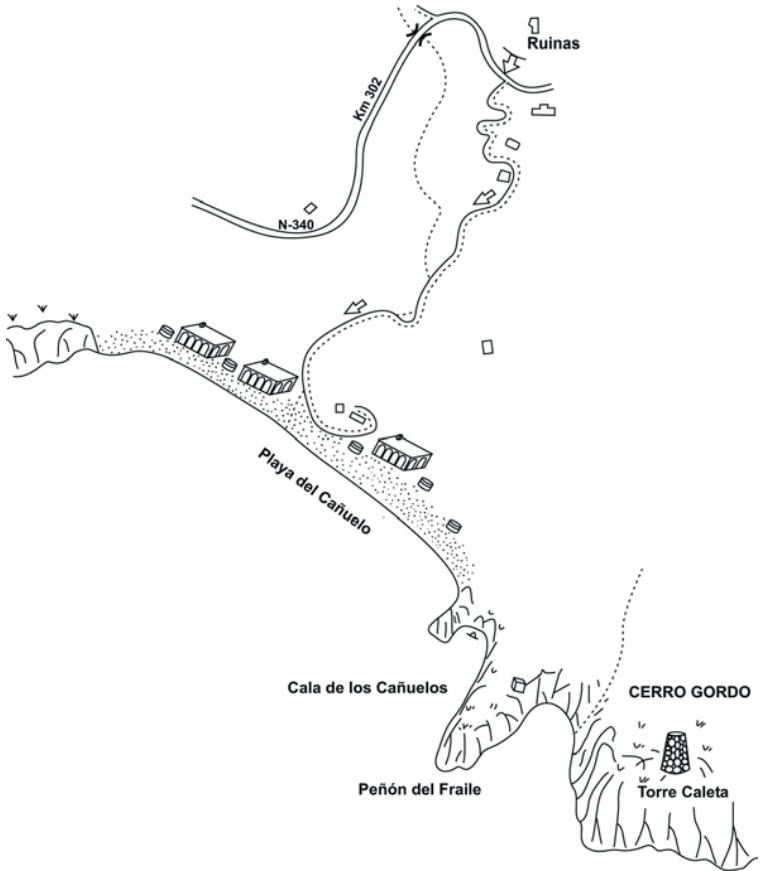 Ruinas
Km 302
N-340
Playa del Cañuelo
Cala de los Cañuelos
CERRO GORDO
Peñón del Fraile
Torre Caleta